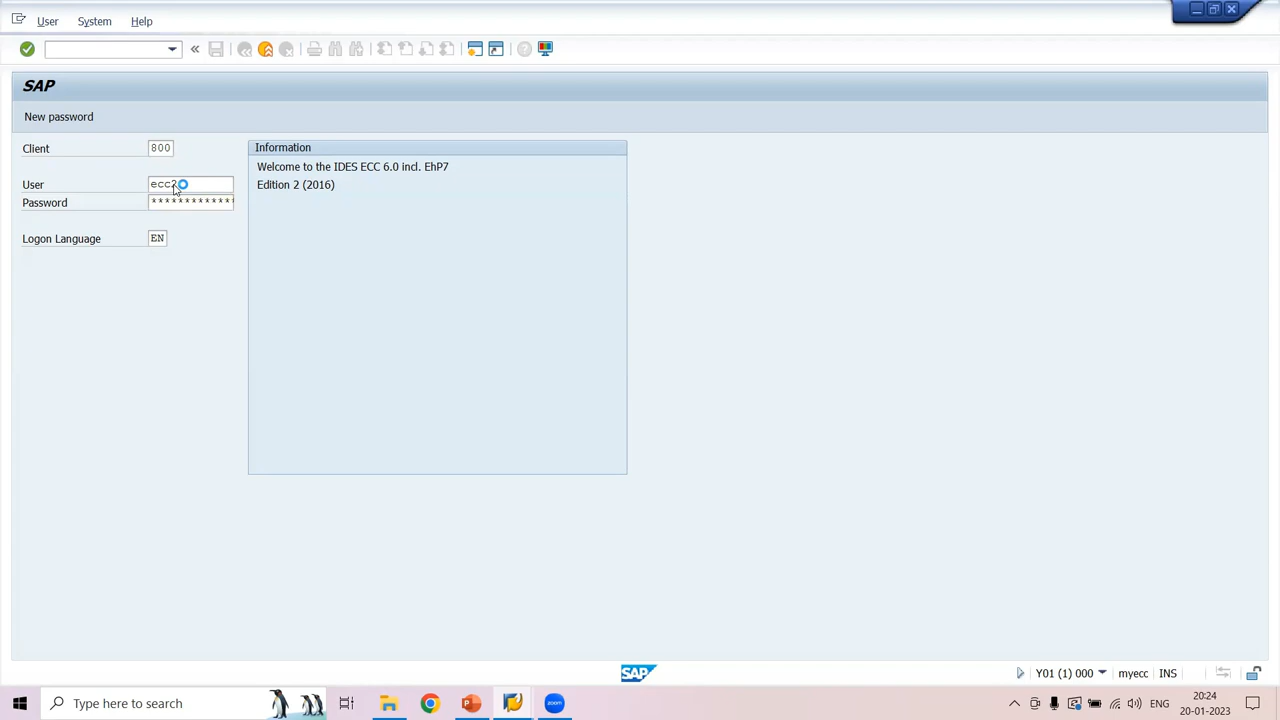 User System Help
SAP
New password
Client 800
Information
Welcome to the IDES ECC 6.0 incl. EhP7
User
Edition 2 (2016)
Password *************
Logon Language EN
SAP
Y01 (1) 000 myecc INS
Type here to search
zoom
ENG
20:24
20-01-2023